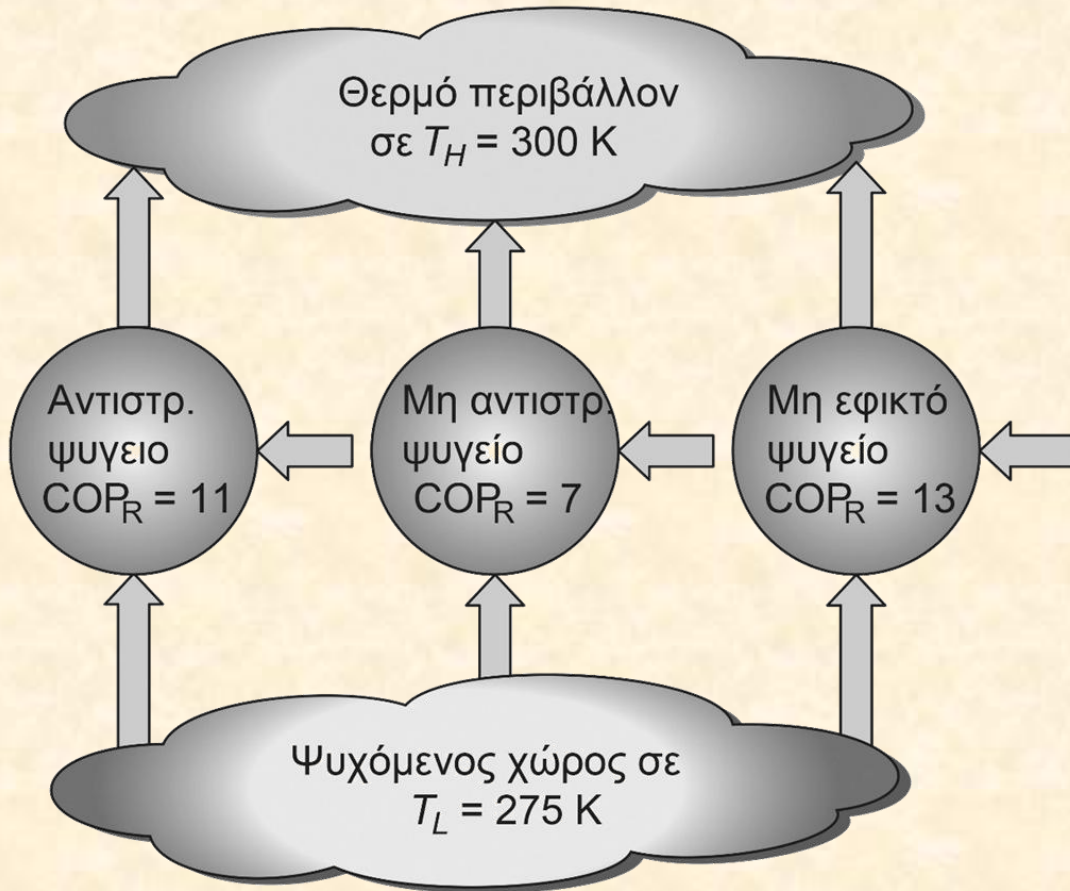 Θερμό περιβάλλον
σε T_H = 300 K
Αντιστρ.
ψυγειο
COP_R = 11
Μη αντιστρ.
ψυγείο
COP_R = 7
Μη εφικτό
ψυγείο
COP_R = 13
Ψυχόμενος χώρος σε
T_L = 275 K